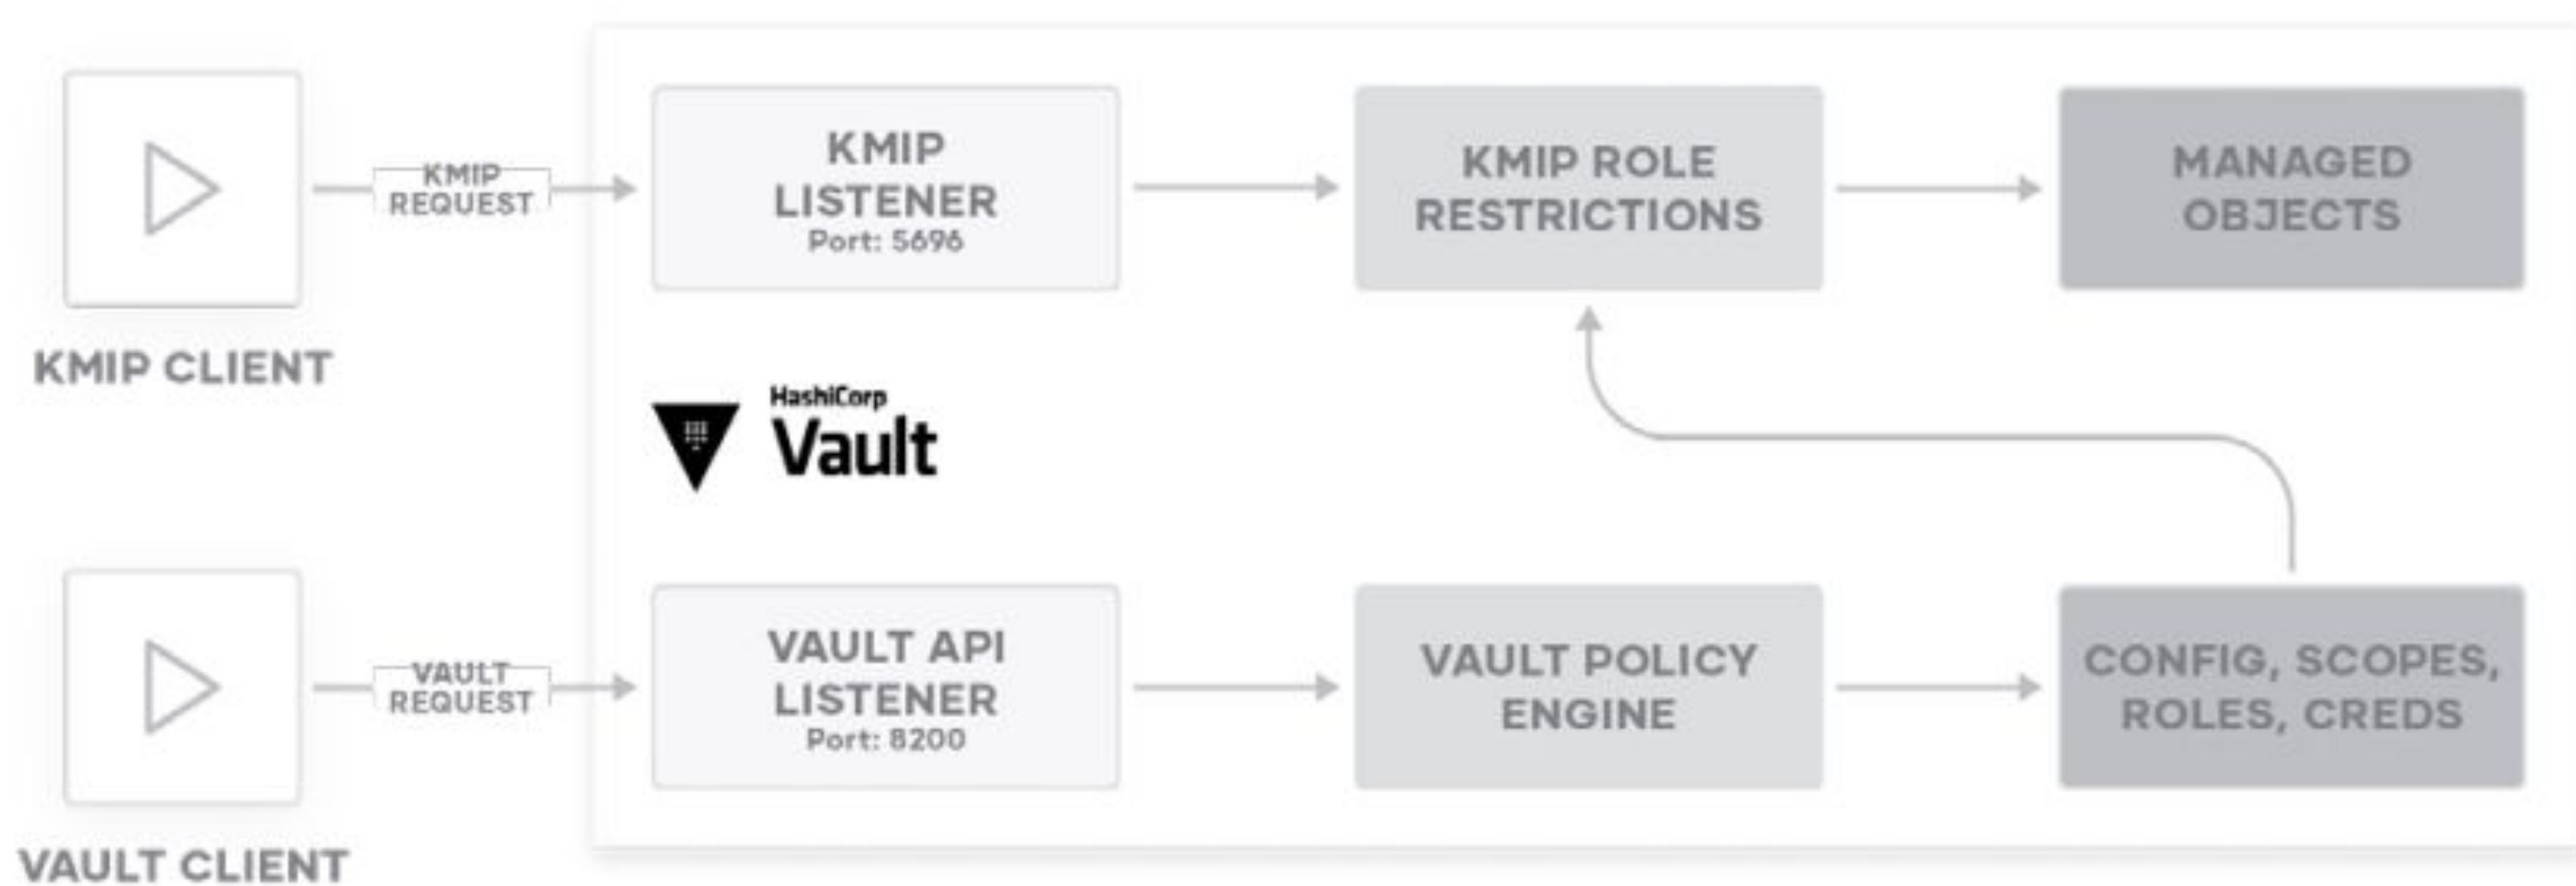 KMIP CLIENT
KMIP
REQUEST
KMIP
LISTENER
Port: 5696
KMIP ROLE
RESTRICTIONS
MANAGED
OBJECTS
HashiCorp
Vault
VAULT CLIENT
VAULT
REQUEST
VAULT API
LISTENER
Port: 8200
VAULT POLICY
ENGINE
CONFIG, SCOPES,
ROLES, CREDS